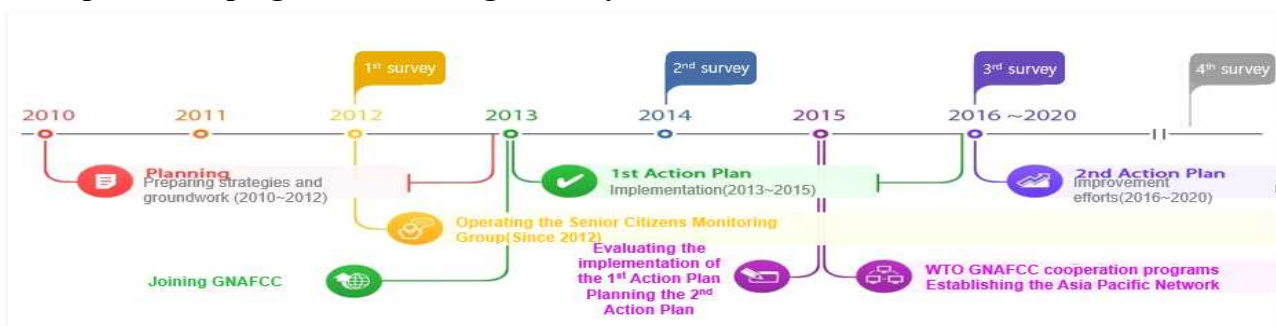 1st survey
2nd survey
3rd survey
4th survey
2010
2011
2012
2013
2014
2015
2016 ~2020
Planning
Preparing strategies and
groundwork (2010~2012)
1st Action Plan
Implementation(2013~2015)
2nd Action Plan
Improvement
efforts(2016~2020)
Operating the Senior Citizens Monitoring
Group(Since 2012)
Joining GNAFCC
Evaluating the
implementation of
the 1st Action Plan
Planning the 2nd
Action Plan
WTO GNAFCC cooperation programs
Establishing the Asia Pacific Network